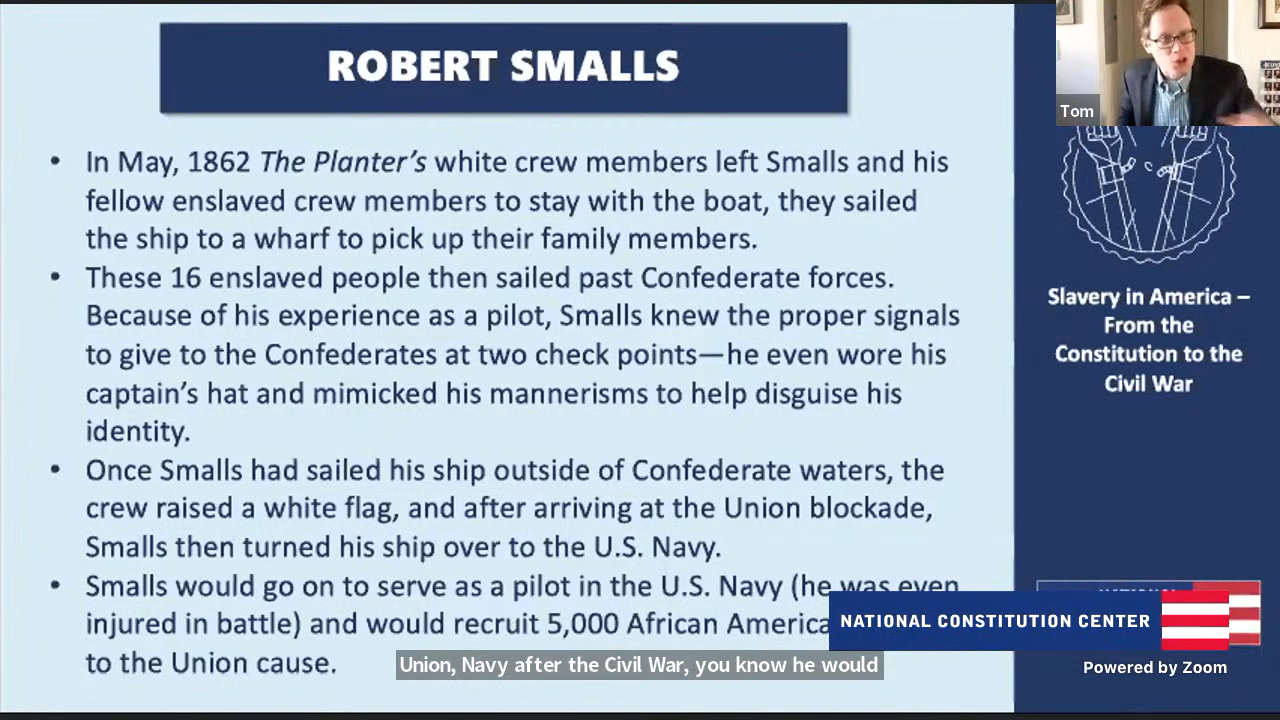 ROBERT SMALLS
• In May, 1862 The Planter's white crew members left Smalls and his
fellow enslaved crew members to stay with the boat, they sailed
the ship to a wharf to pick up their family members.
• These 16 enslaved people then sailed past Confederate forces.
Because of his experience as a pilot, Smalls knew the proper signals
to give to the Confederates at two check points—he even wore his
captain's hat and mimicked his mannerisms to help disguise his
identity.
• Once Smalls had sailed his ship outside of Confederate waters, the
crew raised a white flag, and after arriving at the Union blockade,
Smalls then turned his ship over to the U.S. Navy.
• Smalls would go on to serve as a pilot in the U.S. Navy (he was even
injured in battle) and would recruit 5,000 African America
to the Union cause.
Union, Navy after the Civil War, you know he would
Tom
Slavery in America –
From the
Constitution to the
Civil War
NATIONAL CONSTITUTION CENTER
Powered by Zoom